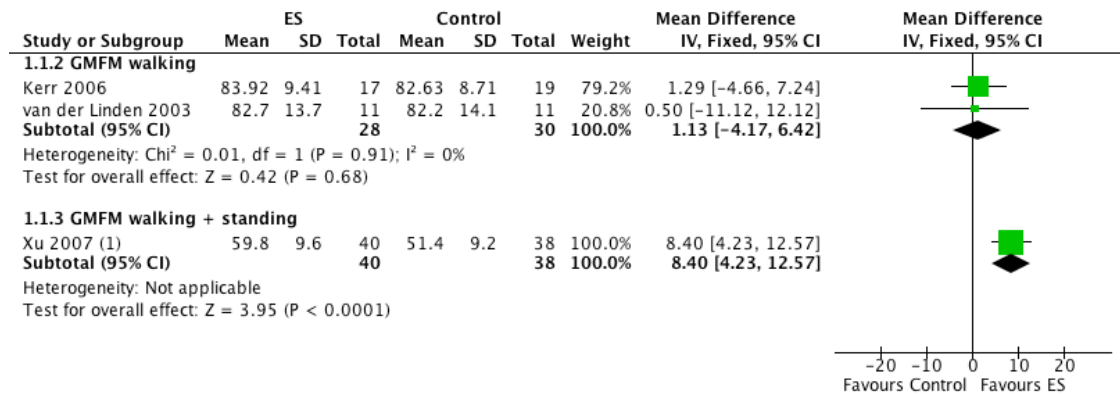 ES Control Mean Difference Mean Difference
Study or Subgroup Mean SD Total Mean SD Total Weight IV, Fixed, 95% CI IV, Fixed, 95% CI
1.1.2 GMFM walking
Kerr 2006 83.92 9.41 17 82.63 8.71 19 79.2% 1.29 [−4.66, 7.24]
van der Linden 2003 82.7 13.7 11 82.2 14.1 11 20.8% 0.50 [−11.12, 12.12]
Subtotal (95% CI) 28 30 100.0% 1.13 [−4.17, 6.42]
Heterogeneity: Chi² = 0.01, df = 1 (P = 0.91); I² = 0%
Test for overall effect: Z = 0.42 (P = 0.68)
1.1.3 GMFM walking + standing
Xu 2007 (1) 59.8 9.6 40 51.4 9.2 38 100.0% 8.40 [4.23, 12.57]
Subtotal (95% CI) 40 38 100.0% 8.40 [4.23, 12.57]
Heterogeneity: Not applicable
Test for overall effect: Z = 3.95 (P < 0.0001)
−20 −10 0 10 20
Favours Control Favours ES